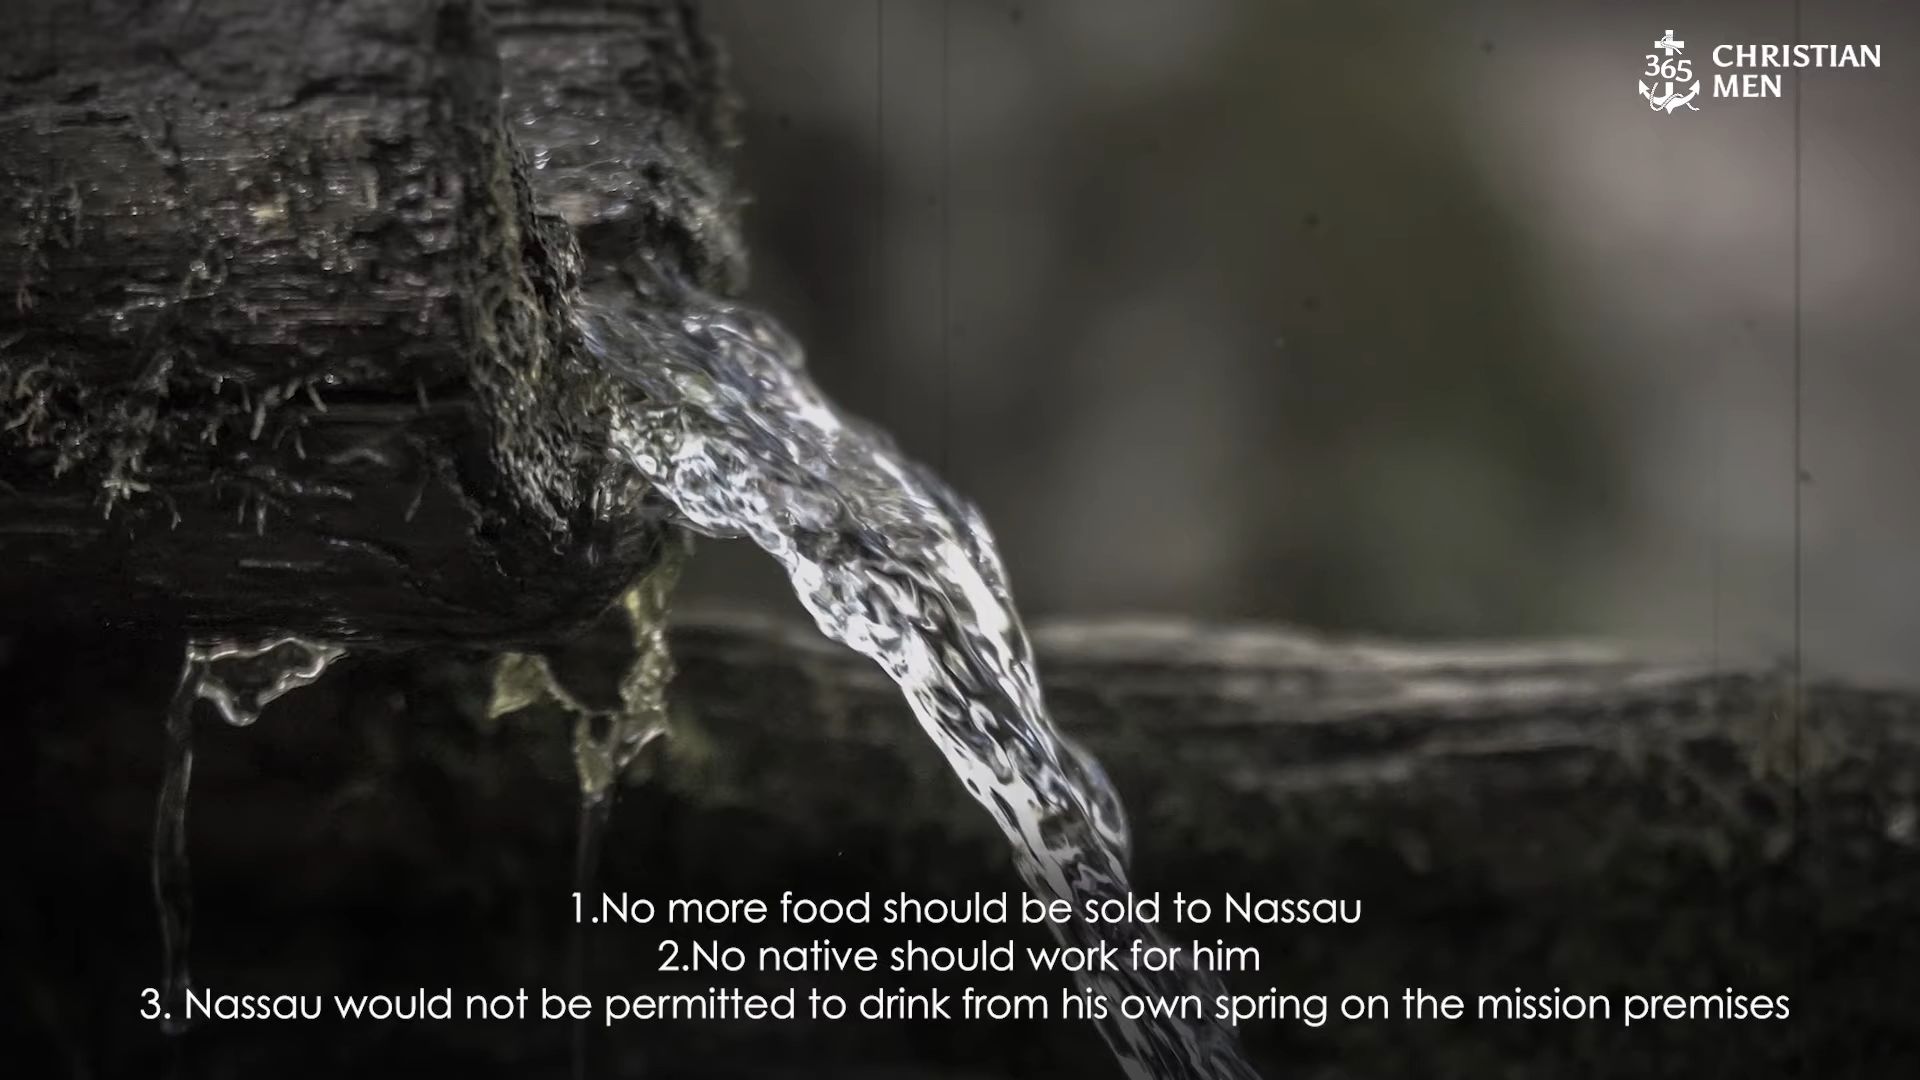 365
CHRISTIAN
MEN
1.No more food should be sold to Nassau
2.No native should work for him
3. Nassau would not be permitted to drink from his own spring on the mission premises